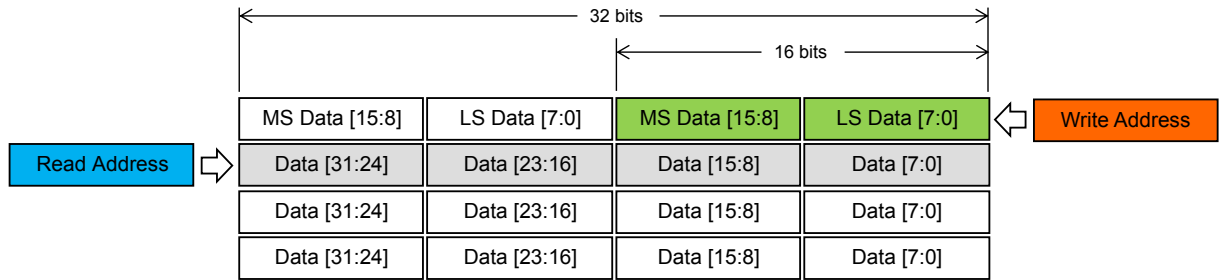 32 bits
16 bits
MS Data [15:8] LS Data [7:0] MS Data [15:8] LS Data [7:0] Write Address
Read Address Data [31:24] Data [23:16] Data [15:8] Data [7:0]
Data [31:24] Data [23:16] Data [15:8] Data [7:0]
Data [31:24] Data [23:16] Data [15:8] Data [7:0]